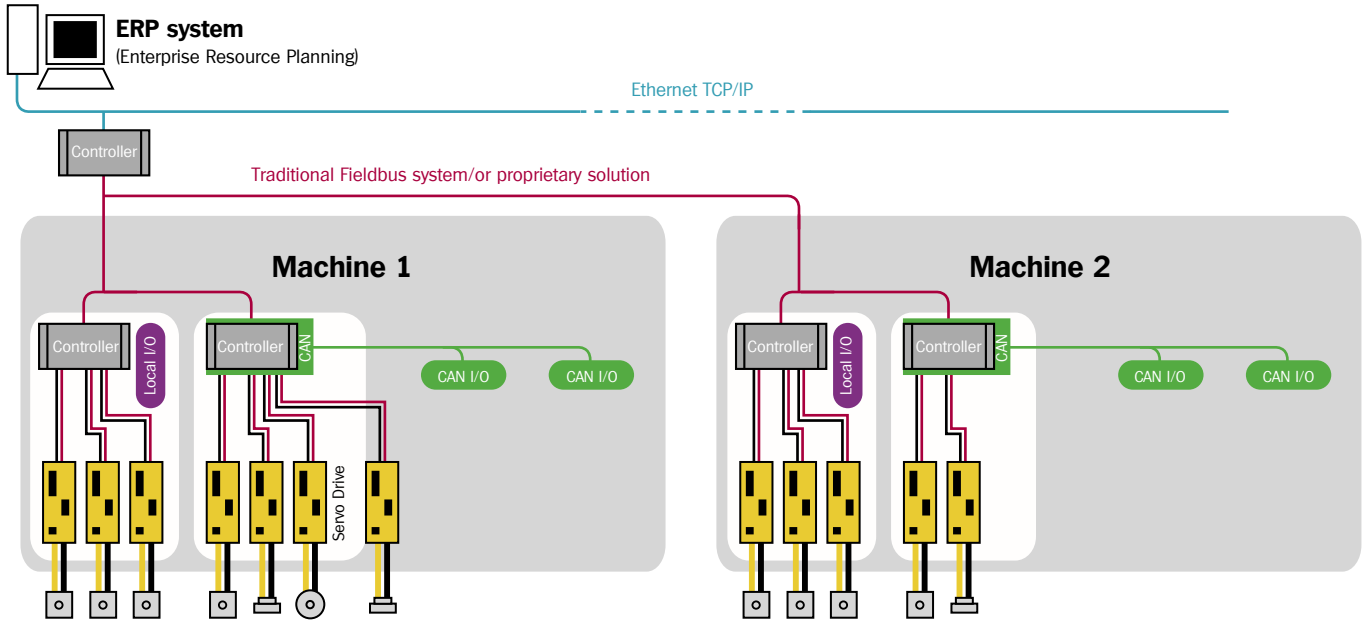 ERP system
(Enterprise Resource Planning)
Ethernet TCP/IP
Controller
Traditional Fieldbus system/or proprietary solution
Machine 1
Machine 2
Controller
Local I/O
Controller
CAN
CAN I/O
CAN I/O
Controller
Local I/O
Controller
CAN
CAN I/O
CAN I/O
Servo Drive